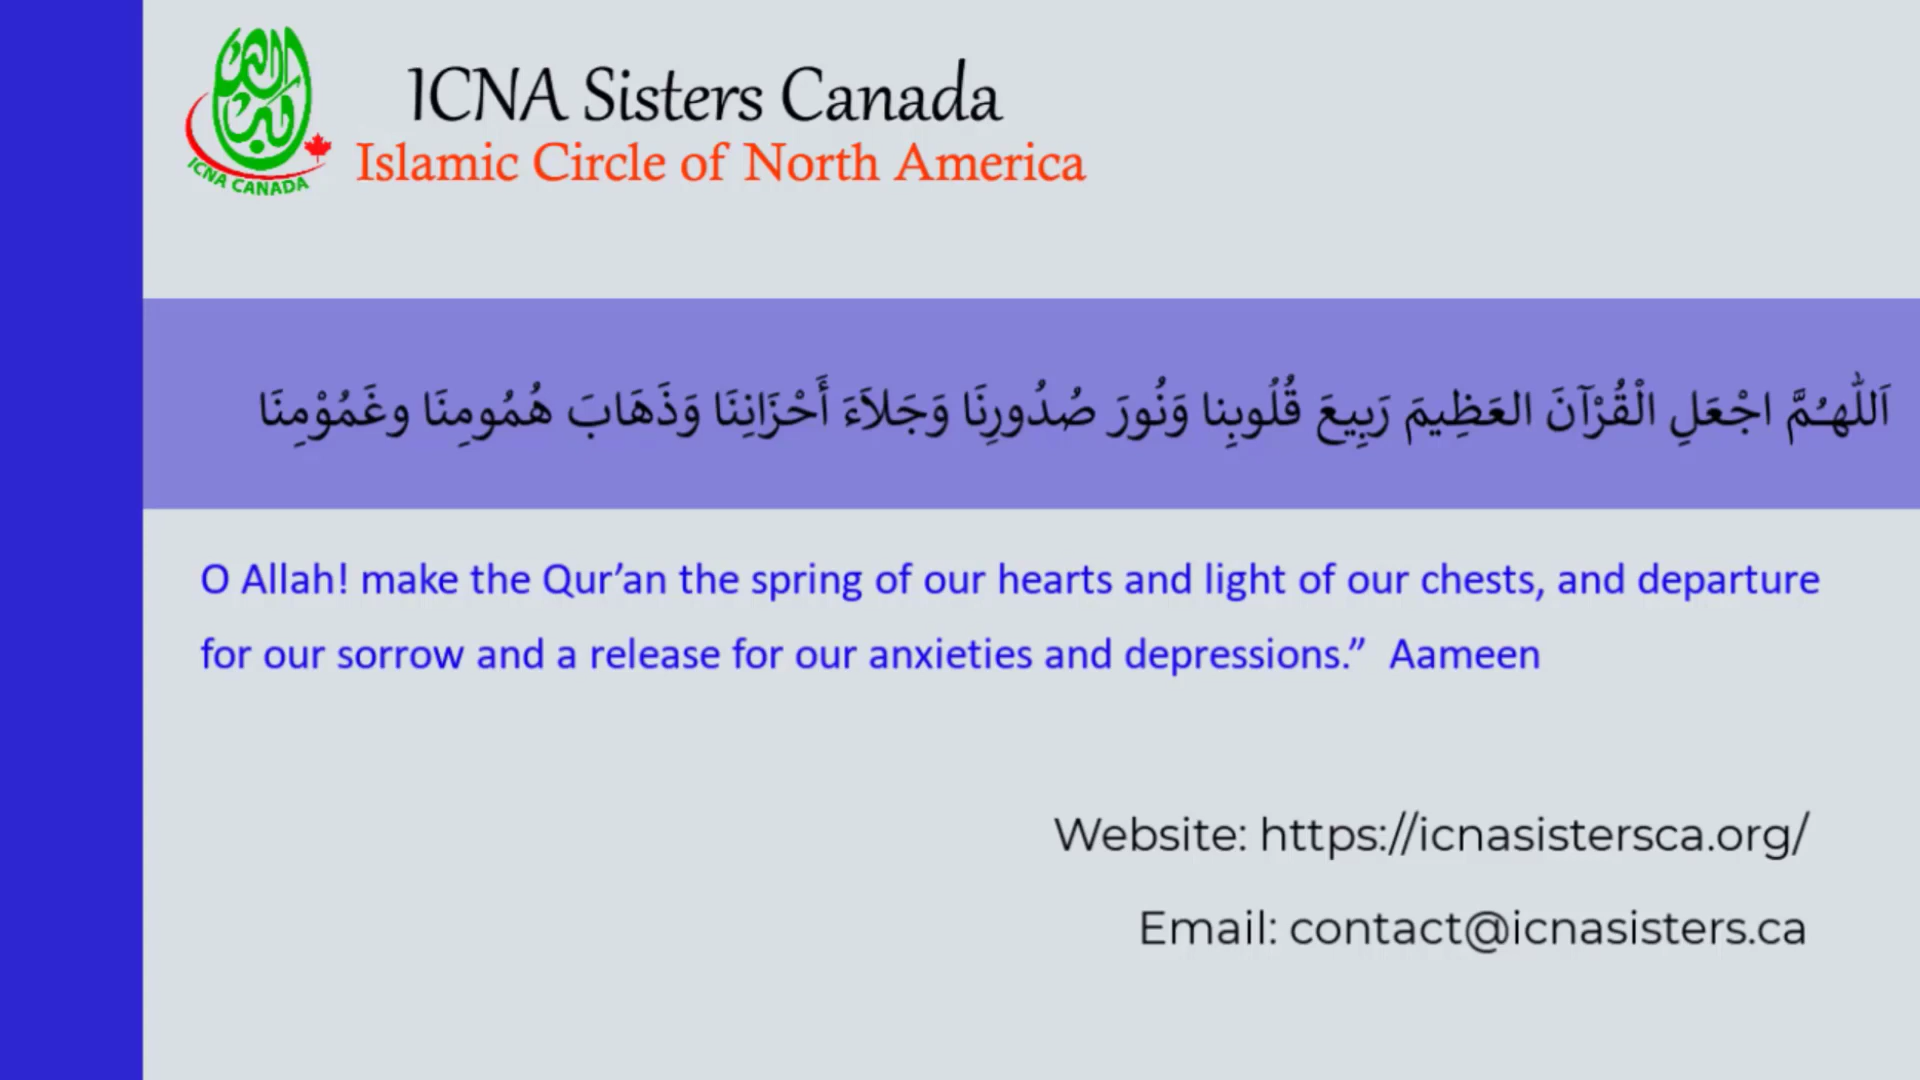 ICNA CANADA
ICNA Sisters Canada
Islamic Circle of North America
اَللّٰهُمَّ اجْعَلِ الْقُرْآنَ العَظِيمَ رَبِيعَ قُلُوبِنا وَنُورَ صُدُورِنَا وَجَلاَءَ أَحْزَانِنَا وَذَهَابَ هُمُومِنَا وغَمُوْمِنَا
O Allah! make the Qur’an the spring of our hearts and light of our chests, and departure
for our sorrow and a release for our anxieties and depressions.”  Aameen
Website: https://icnasistersca.org/
Email: contact@icnasisters.ca